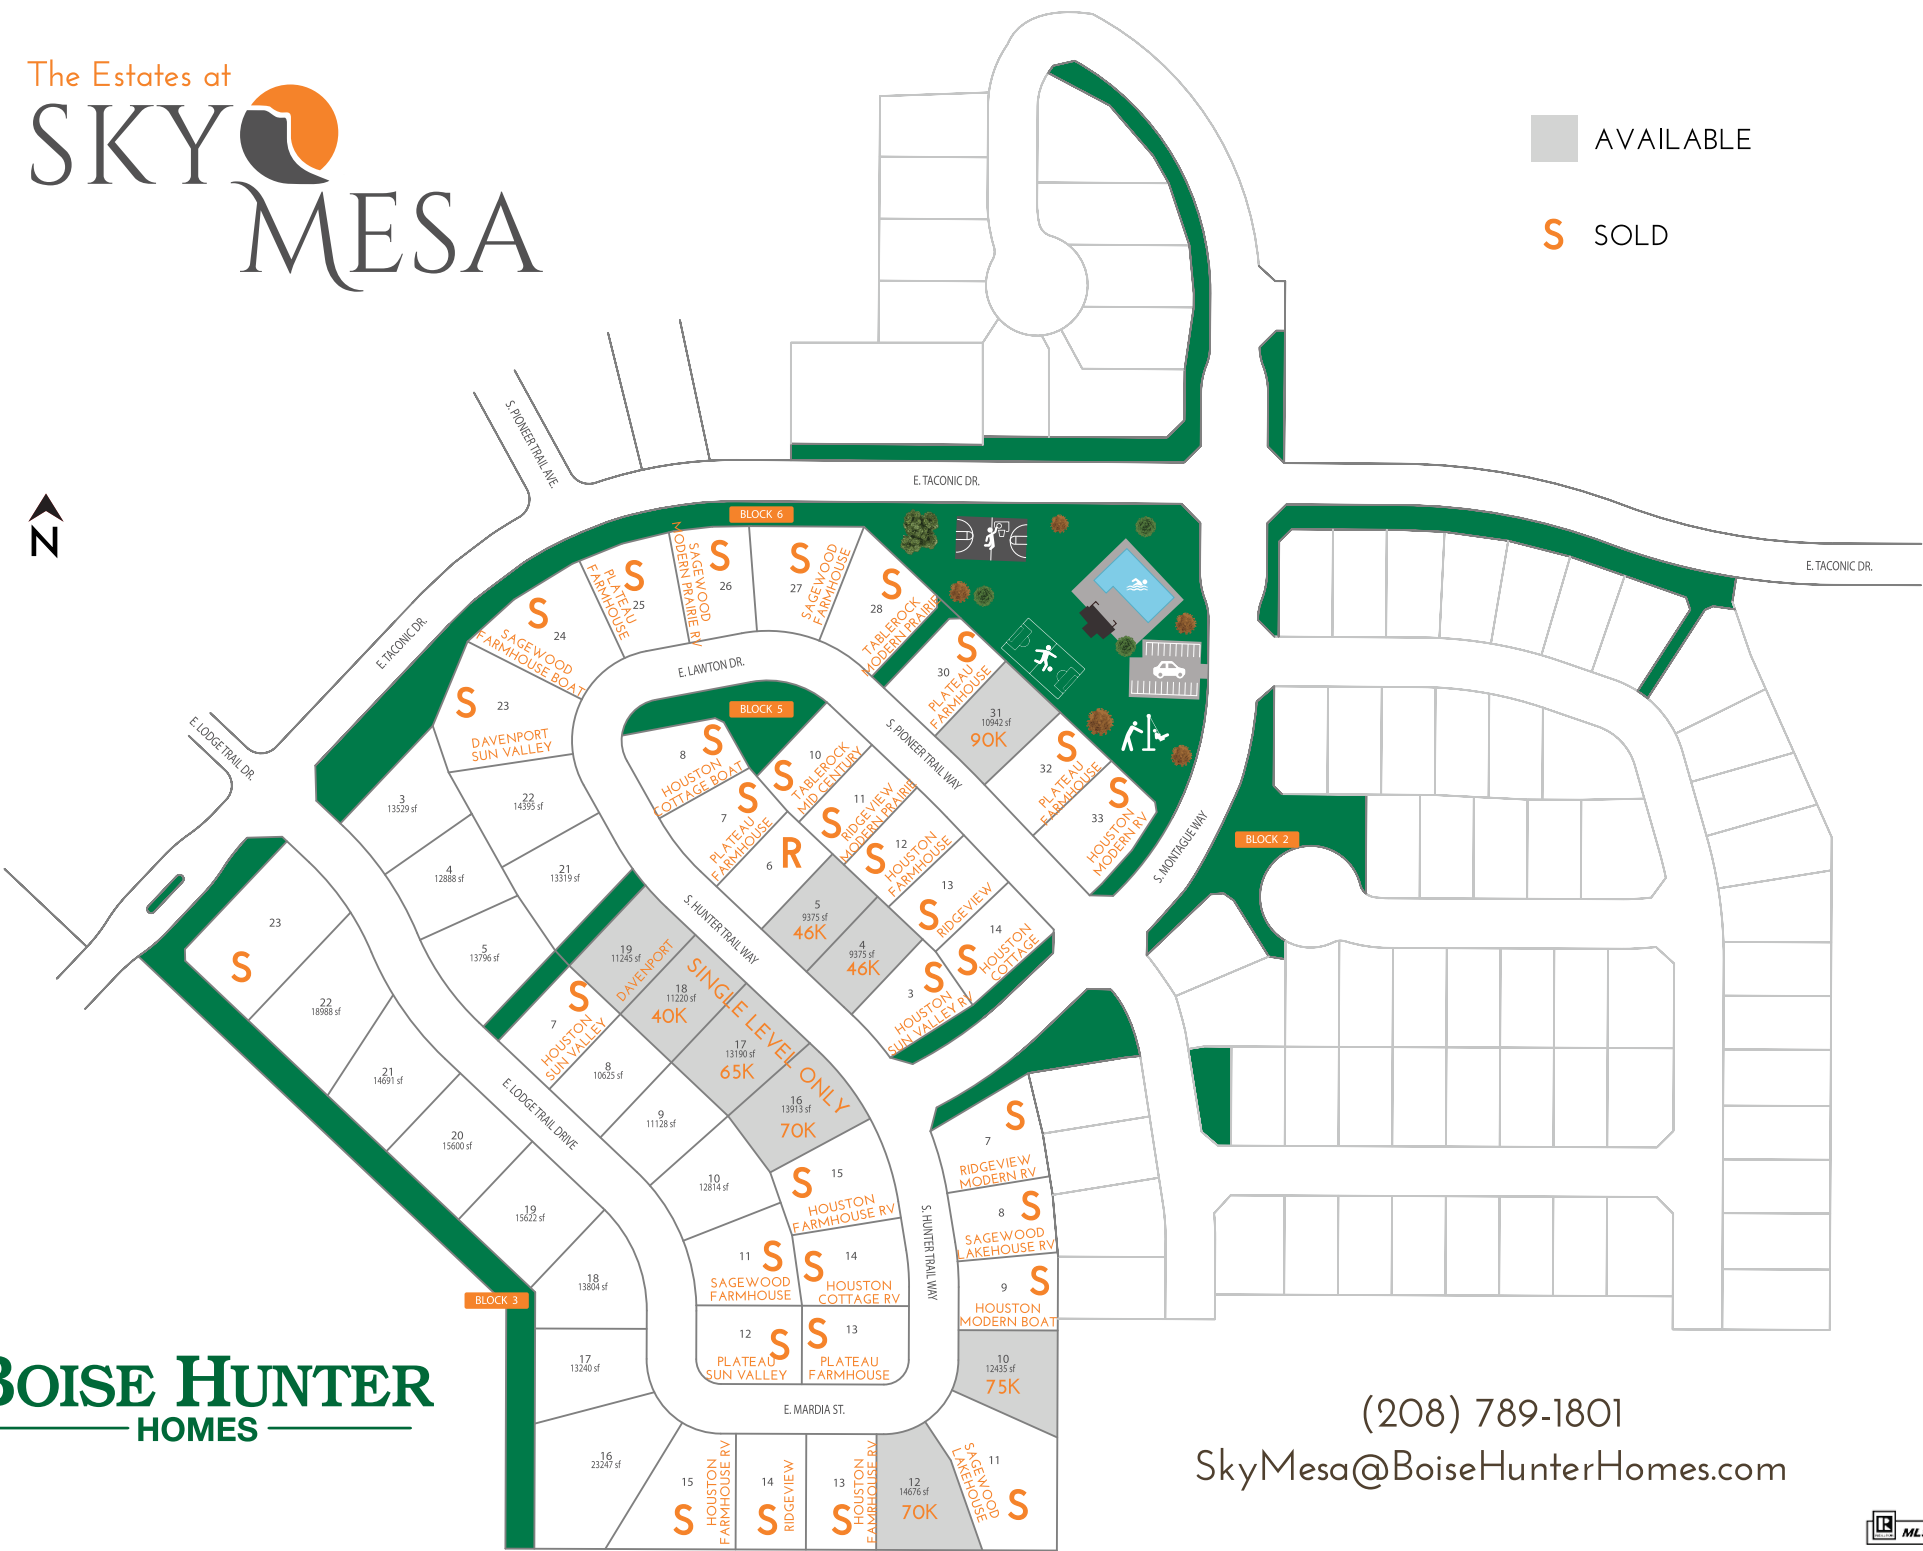 The Estates at
SKY
MESA
AVAILABLE
S SOLD
N
S. PIONEER TRAIL AVE.
E. TACONIC DR.
E. TACONIC DR.
E. TACONIC DR.
E. LODGETRAIL DR.
BLOCK 6
S
23
DAVENPORT
SUN VALLEY
S
24
SAGEWOOD
FARMHOUSE BOAT
S
25
PLATEAU
FARMHOUSE
S
26
SAGEWOOD
MODERN PRAIRIE RV
S
27
SAGEWOOD
FARMHOUSE
S
28
TABLEROCK
MODERN PRAIRIE
S
30
PLATEAU
FARMHOUSE
31
10942 sf
90K
S
32
PLATEAU
FARMHOUSE
S
33
HOUSTON
MODERN RV
E. LAWTON DR.
S. PIONEER TRAIL WAY
S. MONTAGUE WAY
BLOCK 5
S
8
HOUSTON
COTTAGE BOAT
S
7
PLATEAU
FARMHOUSE
R
6
5
9375 sf
46K
4
9375 sf
46K
S
3
HOUSTON
SUN VALLEY RV
S
10
TABLEROCK
MID CENTURY
11
S
RIDGEVIEW
MODERN PRAIRIE
12
S
HOUSTON
FARMHOUSE
13
S
RIDGEVIEW
14
S
HOUSTON
COTTAGE
BLOCK 2
S. HUNTER TRAIL WAY
3
13529 sf
22
14395 sf
4
12888 sf
21
13319 sf
5
13796 sf
19
11245 sf
DAVENPORT
18
11220 sf
40K
17
13190 sf
65K
16
13913 sf
70K
SINGLE LEVEL ONLY
S
7
HOUSTON
SUN VALLEY
8
10625 sf
9
11128 sf
10
12814 sf
S
15
HOUSTON
FARMHOUSE RV
11
S
SAGEWOOD
FARMHOUSE
14
S
HOUSTON
COTTAGE RV
12
S
PLATEAU
SUN VALLEY
S
13
PLATEAU
FARMHOUSE
E. LODGETRAIL DRIVE
S. HUNTER TRAIL WAY
E. MARDIA ST.
23
S
22
18988 sf
21
14691 sf
20
15600 sf
19
15622 sf
18
13804 sf
BLOCK 3
17
13240 sf
16
23247 sf
15
S
HOUSTON
FARMHOUSE RV
14
S
RIDGEVIEW
13
S
HOUSTON
FAMRHOUSE RV
12
14676 sf
70K
11
S
SAGEWOOD
LAKEHOUSE
10
12435 sf
75K
S
9
HOUSTON
MODERN BOAT
S
8
SAGEWOOD
LAKEHOUSE RV
S
7
RIDGEVIEW
MODERN RV
BOISE HUNTER
HOMES
(208) 789-1801
SkyMesa@BoiseHunterHomes.com